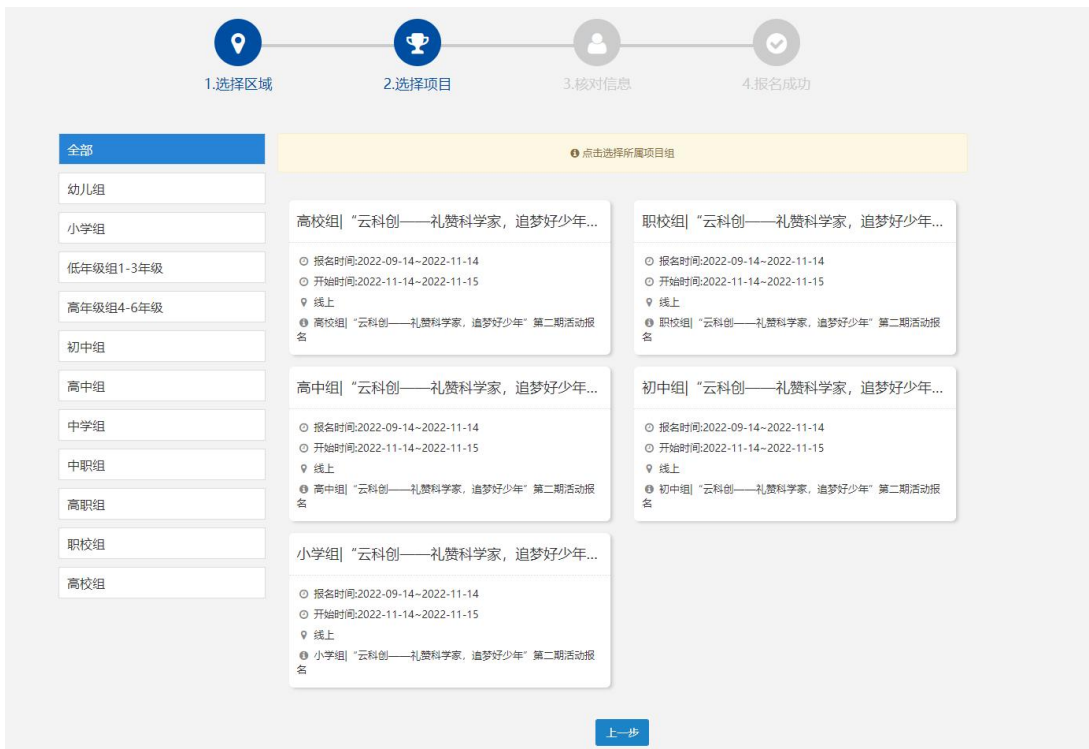 1.选择区域
2.选择项目
3.核对信息
4.报名成功
全部
幼儿组
小学组
低年级组1-3年级
高年级组4-6年级
初中组
高中组
中学组
中职组
高职组
职校组
高校组
点击选择所属项目组
高校组|“云科创——礼赞科学家，追梦好少年...
报名时间:2022-09-14~2022-11-14
开始时间:2022-11-14~2022-11-15
线上
高校组|“云科创——礼赞科学家，追梦好少年”第二期活动报
名
职校组|“云科创——礼赞科学家，追梦好少年...
报名时间:2022-09-14~2022-11-14
开始时间:2022-11-14~2022-11-15
线上
职校组|“云科创——礼赞科学家，追梦好少年”第二期活动报
名
高中组|“云科创——礼赞科学家，追梦好少年...
报名时间:2022-09-14~2022-11-14
开始时间:2022-11-14~2022-11-15
线上
高中组|“云科创——礼赞科学家，追梦好少年”第二期活动报
名
初中组|“云科创——礼赞科学家，追梦好少年...
报名时间:2022-09-14~2022-11-14
开始时间:2022-11-14~2022-11-15
线上
初中组|“云科创——礼赞科学家，追梦好少年”第二期活动报
名
小学组|“云科创——礼赞科学家，追梦好少年...
报名时间:2022-09-14~2022-11-14
开始时间:2022-11-14~2022-11-15
线上
小学组|“云科创——礼赞科学家，追梦好少年”第二期活动报
名
上一步